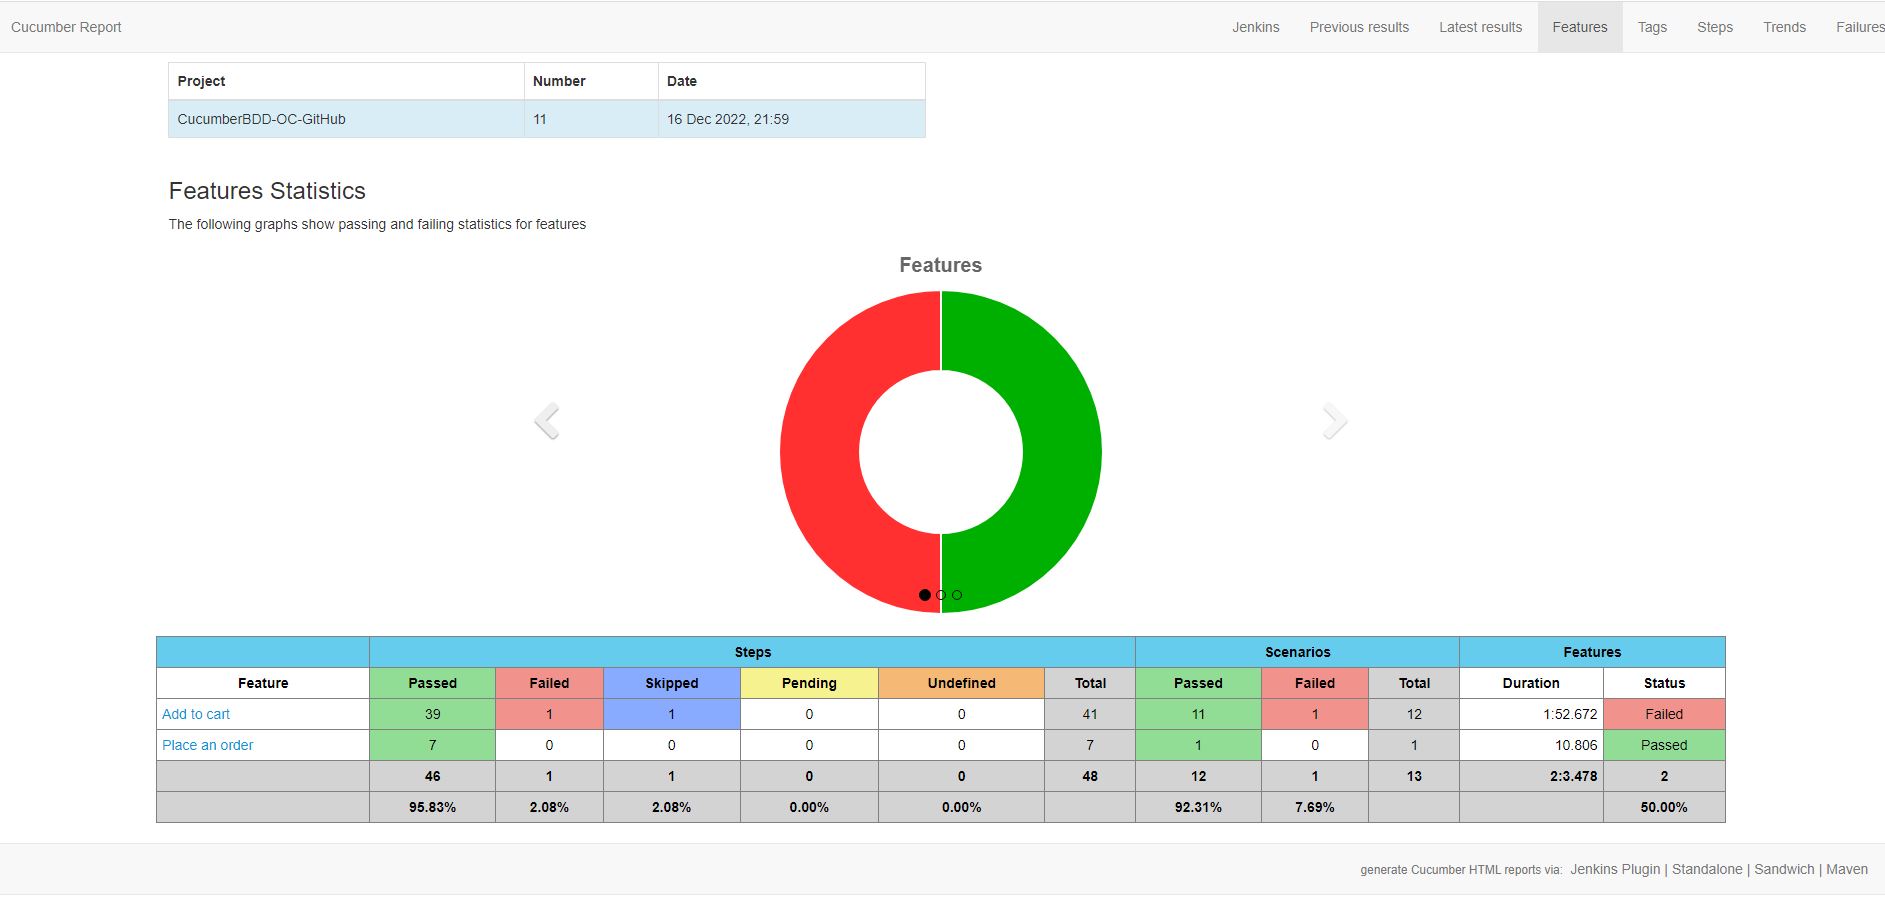 Cucumber Report Jenkins Previous results Latest results Features Tags Steps Trends Failures
Project Number Date
CucumberBDD-OC-GitHub 11 16 Dec 2022, 21:59
Features Statistics
The following graphs show passing and failing statistics for features
Features
Steps Scenarios Features
Feature Passed Failed Skipped Pending Undefined Total Passed Failed Total Duration Status
Add to cart 39 1 1 0 0 41 11 1 12 1:52.672 Failed
Place an order 7 0 0 0 0 7 1 0 1 10.806 Passed
46 1 1 0 0 48 12 1 13 2:3.478 2
95.83% 2.08% 2.08% 0.00% 0.00% 92.31% 7.69% 50.00%
generate Cucumber HTML reports via: Jenkins Plugin | Standalone | Sandwich | Maven